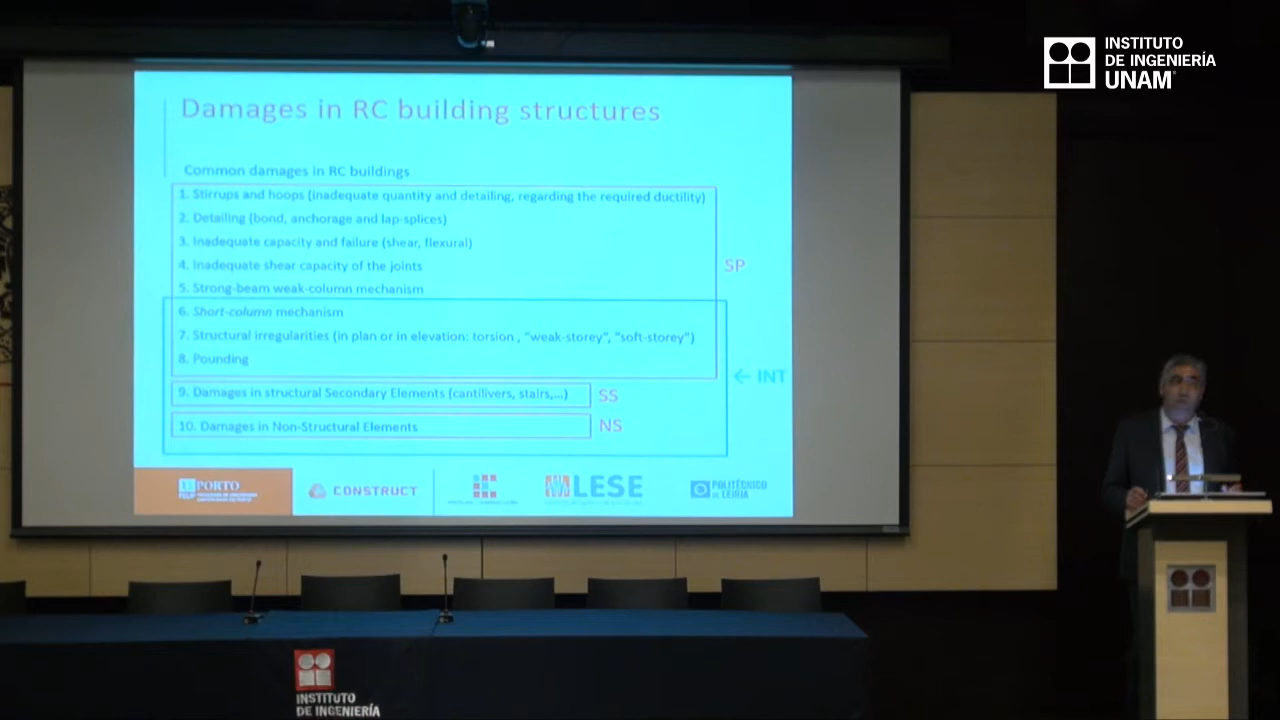 INSTITUTO
DE INGENIERÍA
UNAM
Damages in RC building structures
Common damages in RC buildings
1. Stirrups and hoops (inadequate quantity and detailing, regarding the required ductility)
2. Detailing (bond, anchorage and lap-splices)
3. Inadequate capacity and failure (shear, flexural)
4. Inadequate shear capacity of the joints
SP
5. Strong-beam weak-column mechanism
6. Short-column mechanism
7. Structural irregularities (in plan or in elevation: torsion , "weak-storey", "soft-storey")
8. Pounding
← INT
9. Damages in structural Secondary Elements (cantilivers, stairs,...)
SS
10. Damages in Non-Structural Elements
NS
PORTO
CONSTRUCT
LESE
POLITÉCNICO
DE LEIRIA
INSTITUTO
DE INGENIERÍA